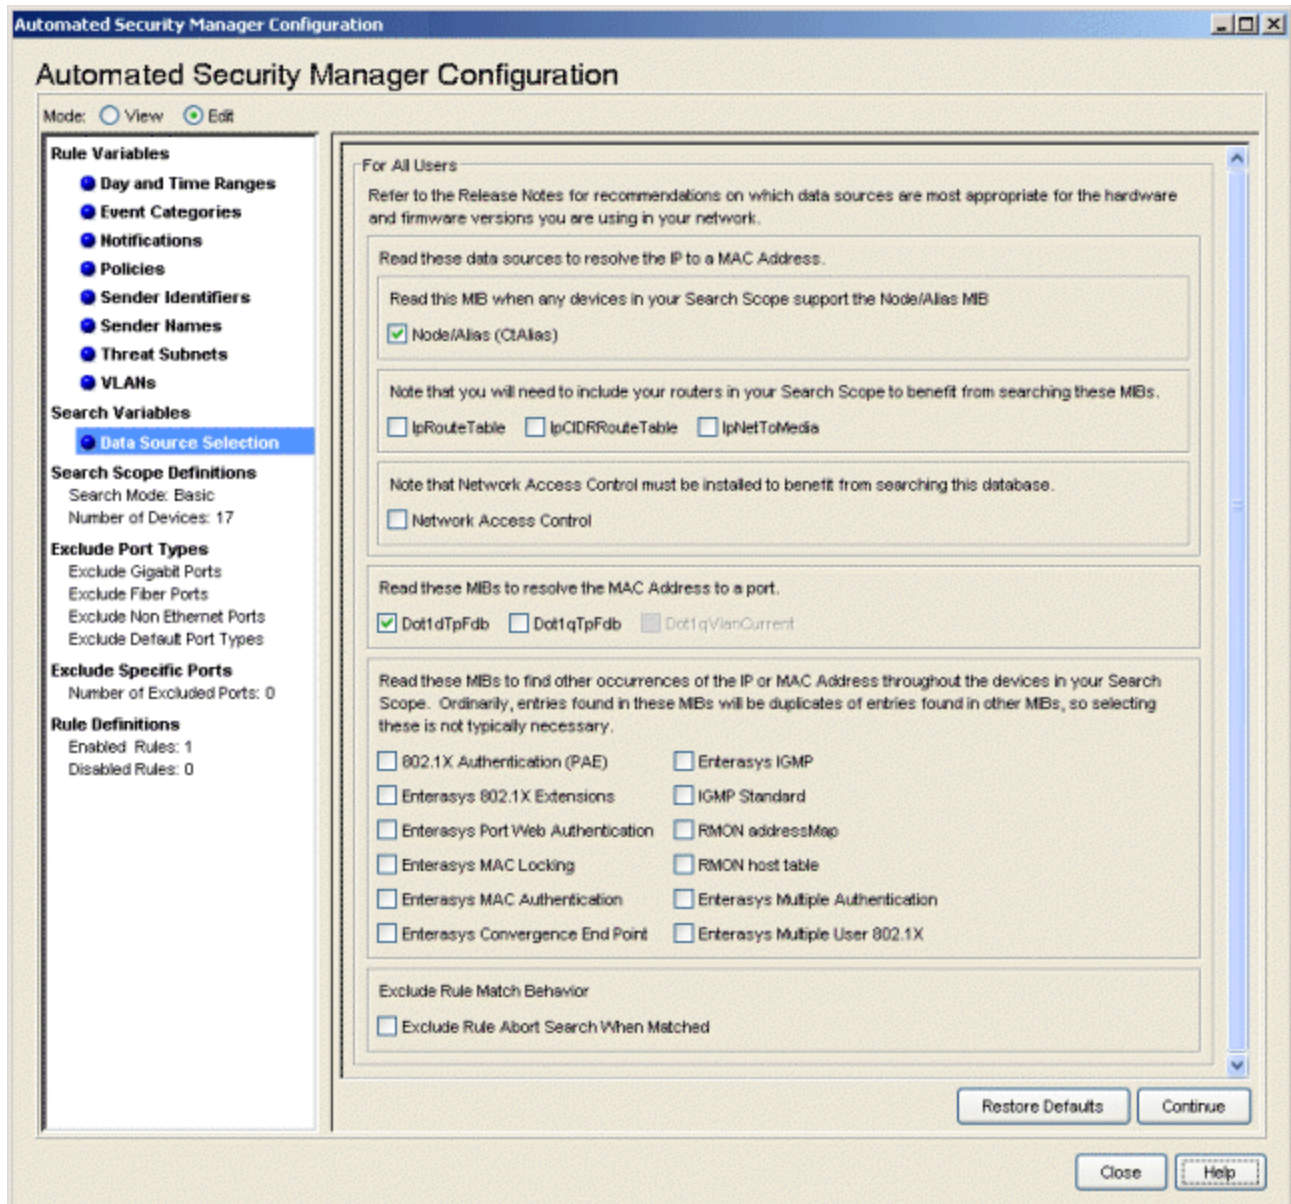 Automated Security Manager Configuration
Automated Security Manager Configuration
Mode: View Edit
Rule Variables
Day and Time Ranges
Event Categories
Notifications
Policies
Sender Identifiers
Sender Names
Threat Subnets
VLANs
Search Variables
Data Source Selection
Search Scope Definitions
Search Mode: Basic
Number of Devices: 17
Exclude Port Types
Exclude Gigabit Ports
Exclude Fiber Ports
Exclude Non Ethernet Ports
Exclude Default Port Types
Exclude Specific Ports
Number of Excluded Ports: 0
Rule Definitions
Enabled Rules: 1
Disabled Rules: 0
For All Users
Refer to the Release Notes for recommendations on which data sources are most appropriate for the hardware
and firmware versions you are using in your network.
Read these data sources to resolve the IP to a MAC Address.
Read this MIB when any devices in your Search Scope support the Node/Alias MIB
Node/Alias (CtAlias)
Note that you will need to include your routers in your Search Scope to benefit from searching these MIBs.
IpRouteTable IpCIDRRouteTable IpNetToMedia
Note that Network Access Control must be installed to benefit from searching this database.
Network Access Control
Read these MIBs to resolve the MAC Address to a port.
Dot1dTpFdb Dot1qTpFdb Dot1qVlanCurrent
Read these MIBs to find other occurrences of the IP or MAC Address throughout the devices in your Search
Scope. Ordinarily, entries found in these MIBs will be duplicates of entries found in other MIBs, so selecting
these is not typically necessary.
802.1X Authentication (PAE) Enterasys IGMP
Enterasys 802.1X Extensions IGMP Standard
Enterasys Port Web Authentication RMON addressMap
Enterasys MAC Locking RMON host table
Enterasys MAC Authentication Enterasys Multiple Authentication
Enterasys Convergence End Point Enterasys Multiple User 802.1X
Exclude Rule Match Behavior
Exclude Rule Abort Search When Matched
Restore Defaults Continue
Close Help